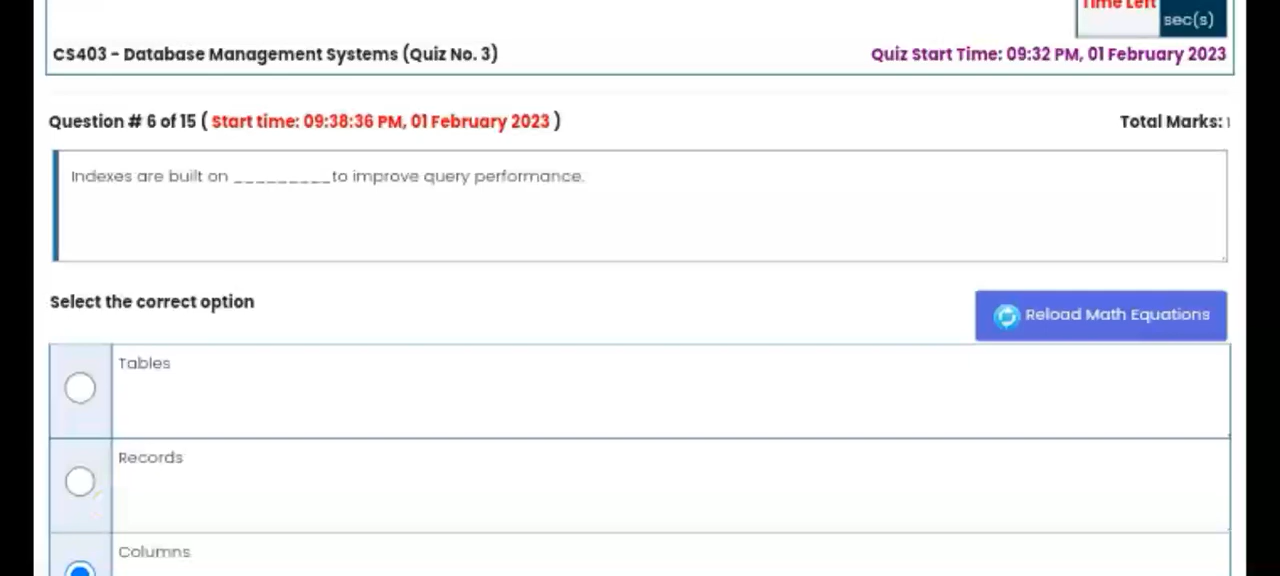 Time Left
sec(s)
CS403 - Database Management Systems (Quiz No. 3)
Quiz Start Time: 09:32 PM, 01 February 2023
Question # 6 of 15 ( Start time: 09:38:36 PM, 01 February 2023 )
Total Marks: 1
Indexes are built on _________to improve query performance.
Select the correct option
Reload Math Equations
Tables
Records
Columns